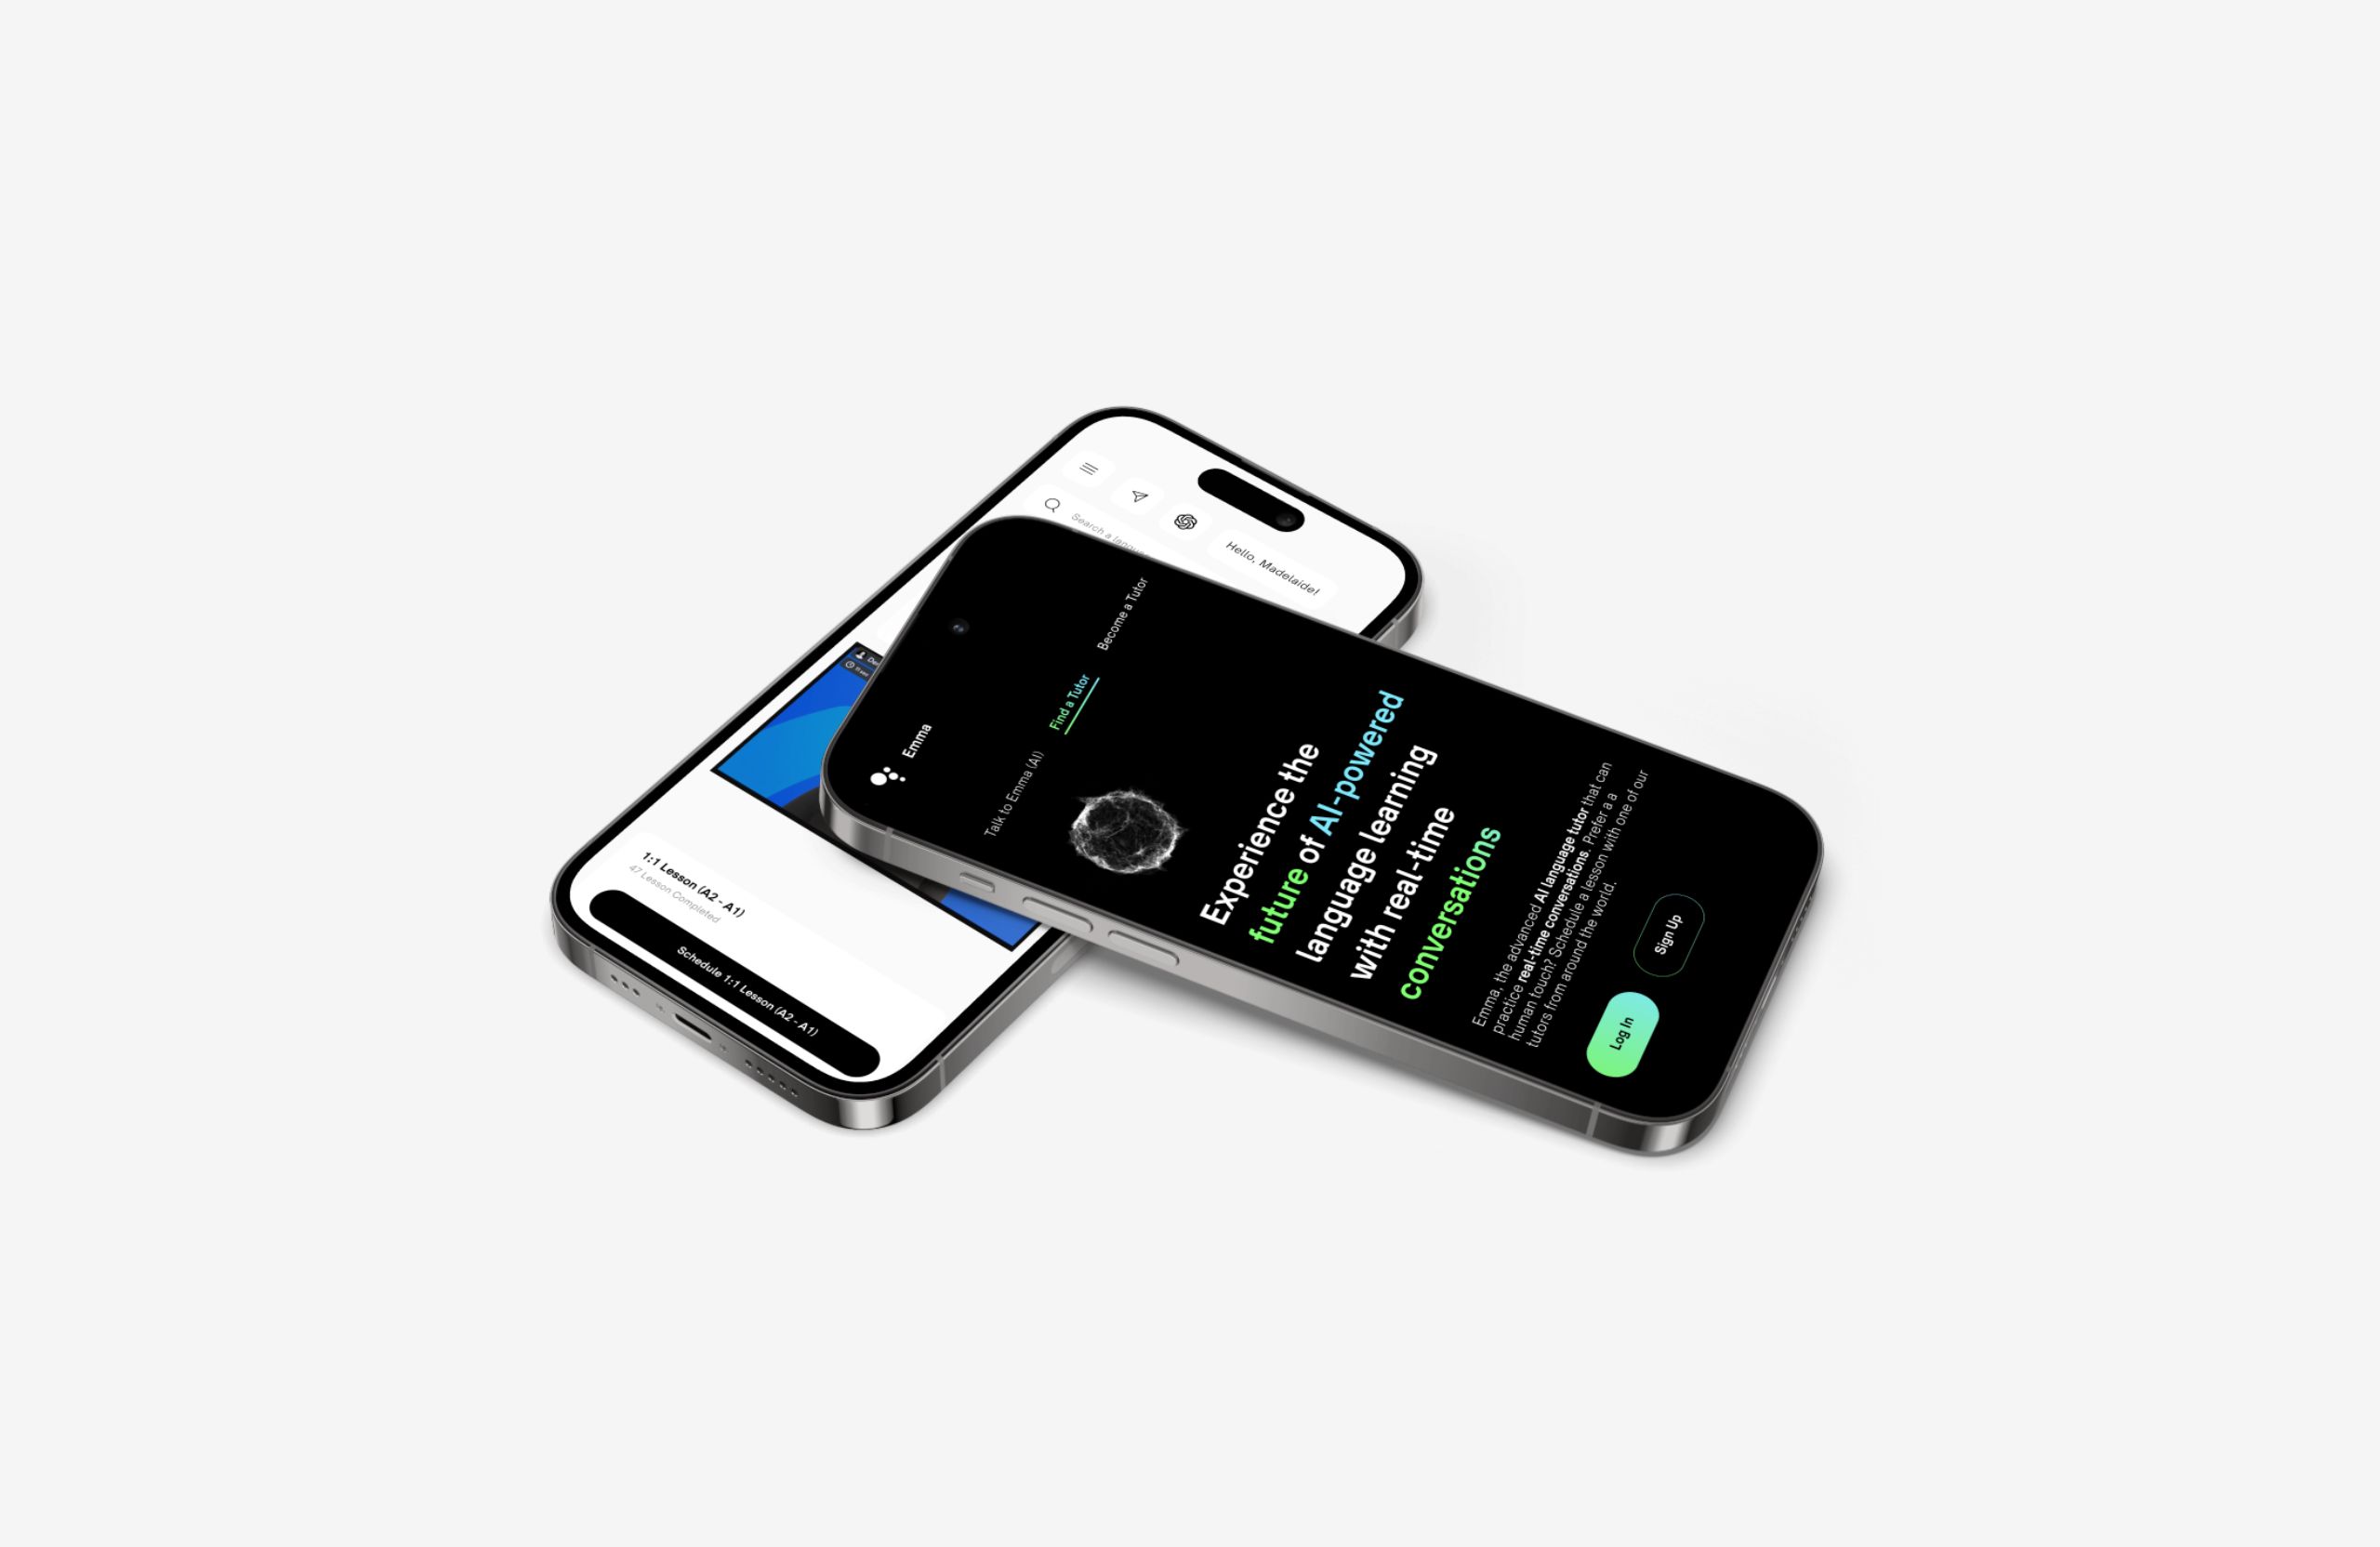 Hello, Madelaide!
Search a
1:1 Lesson (A2 - A1)
47 Lesson Completed
Schedule 1:1 Lesson (A2 - A1)
Emma
Talk to Emma (AI)
Find a Tutor
Become a Tutor
Experience the
future of AI-powered
language learning
with real-time
conversations
Emma, the advanced AI language tutor that can
practice real-time conversations. Prefer a a
human touch? Schedule a lesson with one of our
tutors from around the world.
Log In
Sign Up